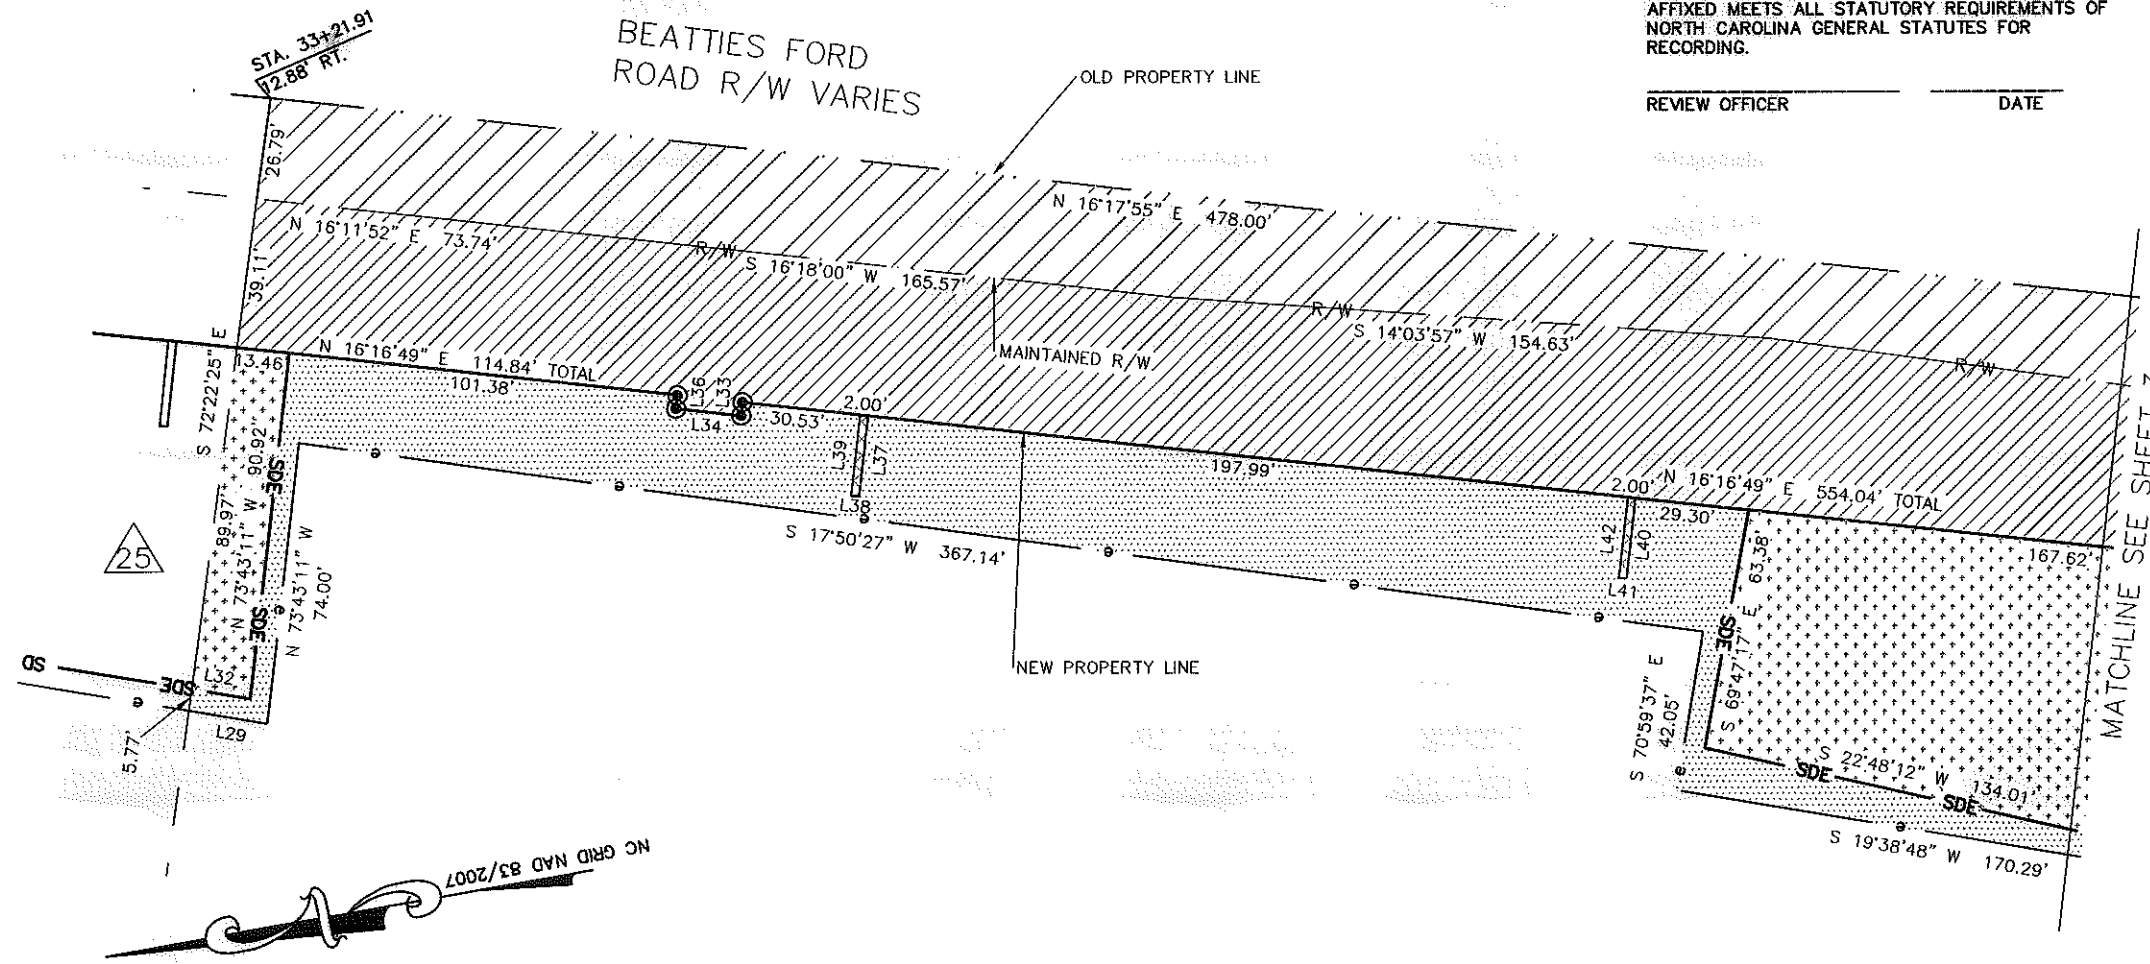 AFFIXED MEETS ALL STATUTORY REQUIREMENTS OF
NORTH CAROLINA GENERAL STATUTES FOR
RECORDING.
REVIEW OFFICER
DATE
STA. 33+21.91
12.88' RT.
BEATTIES FORD
ROAD R/W VARIES
OLD PROPERTY LINE
26.79'
39.11'
N 16°17'55" E 478.00'
N 16°11'52" E 73.74'
R/W
S 16°18'00" W 165.57'
R/W
S 14°03'57" W 154.63'
R/W
MAINTAINED R/W
S 72°22'25" E
13.46'
N 16°16'49" E 114.84' TOTAL
101.38'
L36
L33
L34
30.53'
2.00'
L39
L37
L38
197.99'
2.00'
N 16°16'49" E 554.04' TOTAL
29.30'
L42
L40
L41
167.62'
63.38'
MATCHLINE SEE SHEET
89.97'
N 73°43'11" W 90.92'
SDE
SDE
N 73°43'11" W
74.00'
e
e
e
e
e
e
e
S 17°50'27" W 367.14'
25
NEW PROPERTY LINE
SD
SDE
L32
e
L29
5.77'
SDE
S 69°47'17" E
S 70°59'37" E
42.05'
S 22°48'12" W
134.01'
SDE
SDE
e
e
S 19°38'48" W 170.29'
NC GRID NAD 83/2007
N